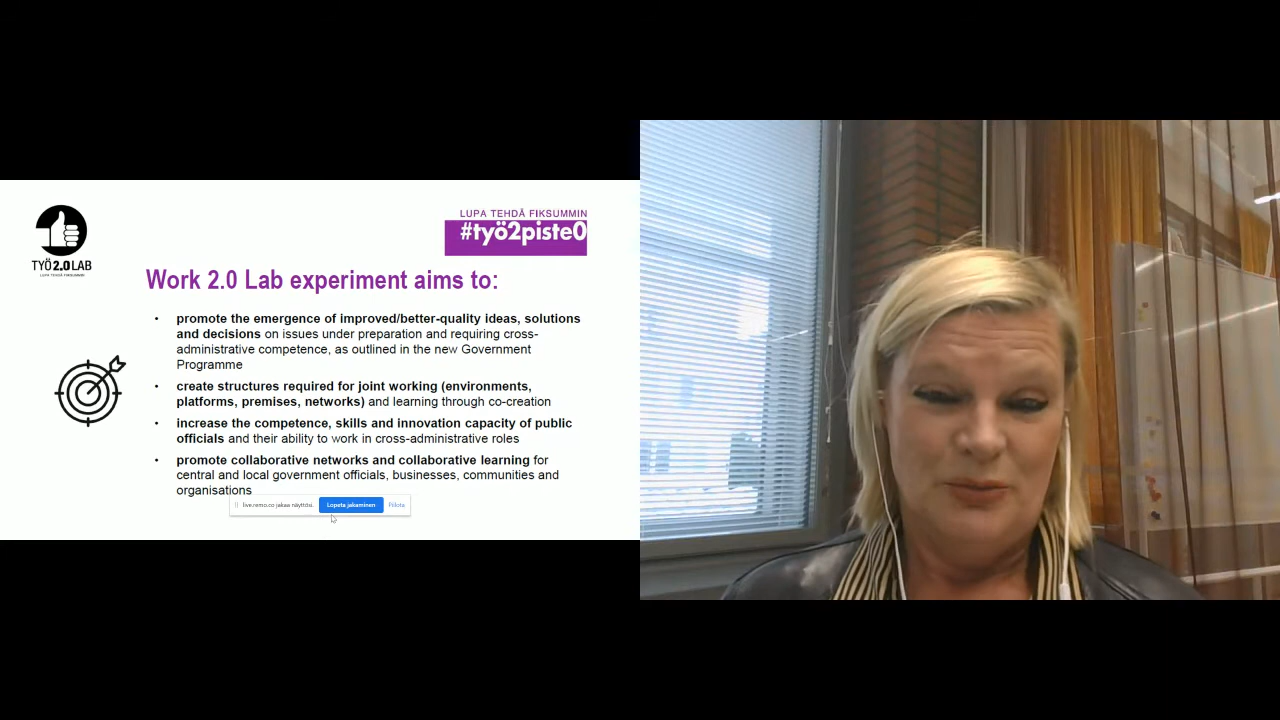 TYÖ2.0LAB
LUPA TEHDÄ FIKSUMMIN
LUPA TEHDÄ FIKSUMMIN
#työ2piste0
Work 2.0 Lab experiment aims to:
• promote the emergence of improved/better-quality ideas, solutions
and decisions on issues under preparation and requiring cross-
administrative competence, as outlined in the new Government
Programme
• create structures required for joint working (environments,
platforms, premises, networks) and learning through co-creation
• increase the competence, skills and innovation capacity of public
officials and their ability to work in cross-administrative roles
• promote collaborative networks and collaborative learning for
central and local government officials, businesses, communities and
organisations
live.remo.co jakaa näyttösi. Lopeta jakaminen Piilota